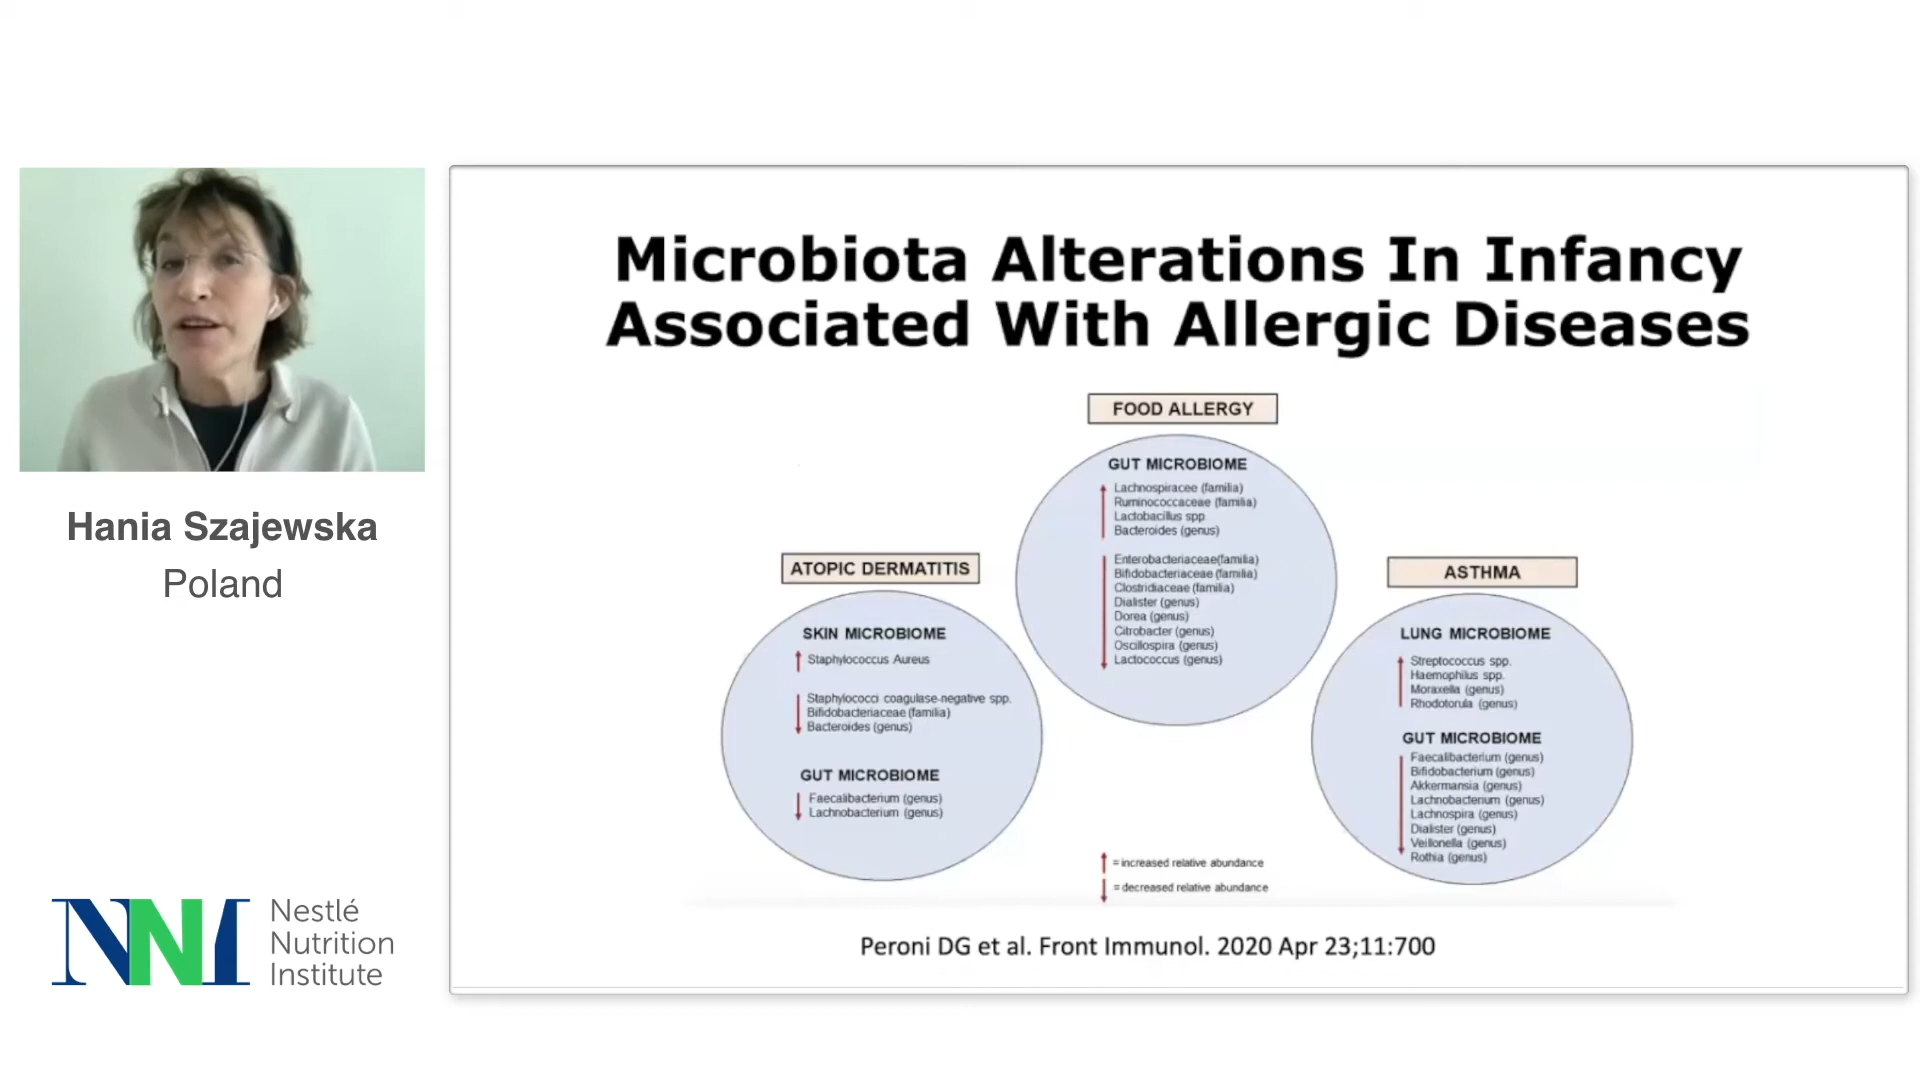 Microbiota Alterations In Infancy
Associated With Allergic Diseases
Hania Szajewska
Poland
NNI
Nestlé
Nutrition
Institute
FOOD ALLERGY
GUT MICROBIOME
Lachnospiracee (familia)
Ruminococcaceae (familia)
Lactobacillus spp
Bacteroides (genus)
Enterobacteriaceae(familia)
Bifidobacteriaceae (familia)
Clostridiaceae (familia)
Dialister (genus)
Dorea (genus)
Citrobacter (genus)
Oscillospira (genus)
Lactococcus (genus)
ATOPIC DERMATITIS
SKIN MICROBIOME
Staphylococcus Aureus
Staphylococci coagulase-negative spp.
Bifidobacteriaceae (familia)
Bacteroides (genus)
GUT MICROBIOME
Faecalibacterium (genus)
Lachnobacterium (genus)
ASTHMA
LUNG MICROBIOME
Streptococcus spp.
Haemophilus spp.
Moraxella (genus)
Rhodotorula (genus)
GUT MICROBIOME
Faecalibacterium (genus)
Bifidobacterium (genus)
Akkermansia (genus)
Lachnobacterium (genus)
Lachnospira (genus)
Dialister (genus)
Veillonella (genus)
Rothia (genus)
= increased relative abundance
= decreased relative abundance
Peroni DG et al. Front Immunol. 2020 Apr 23;11:700